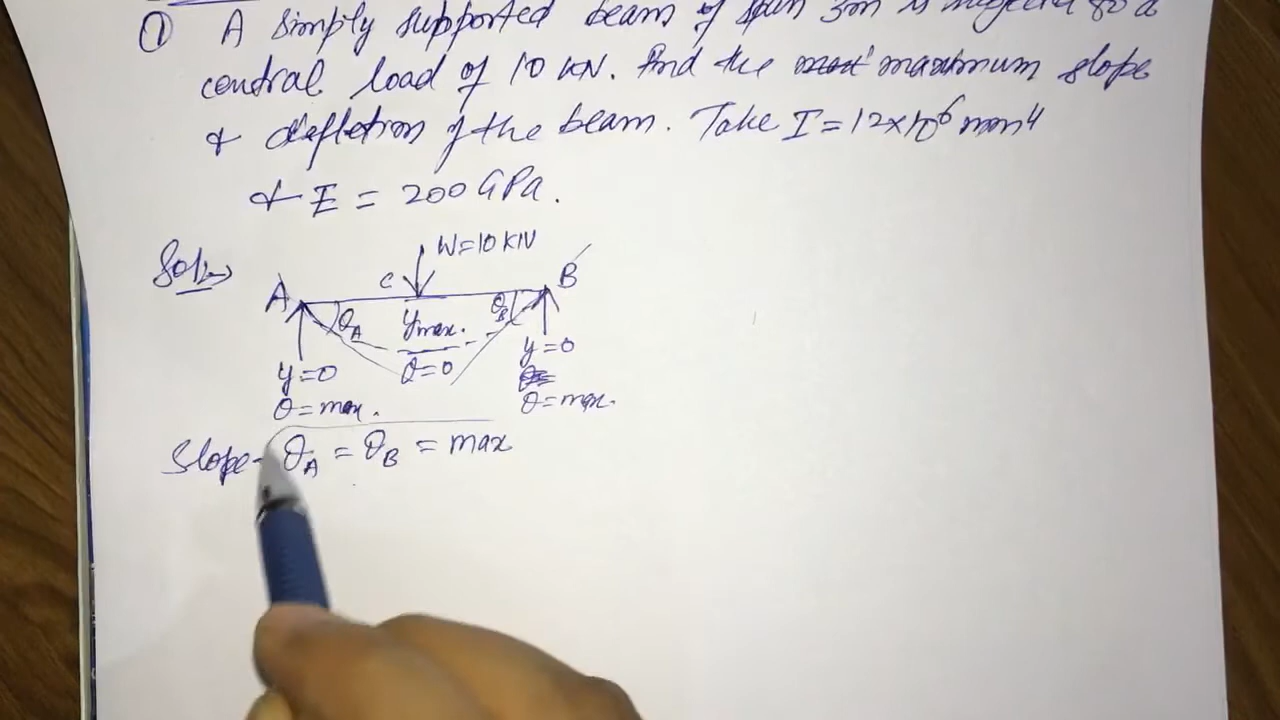 ① A simply supported beam of span 3m is subjected to a
central load of 10 KN. Find the maximum slope
& defletion of the beam. Take I = 12×10⁶ mm⁴
& E = 200 GPa.
Soln
W=10 KN
A C B
θA ymax. θB
θ=0
y=0 y=0
θ=max. θ=max.
Slope- θA = θB = max